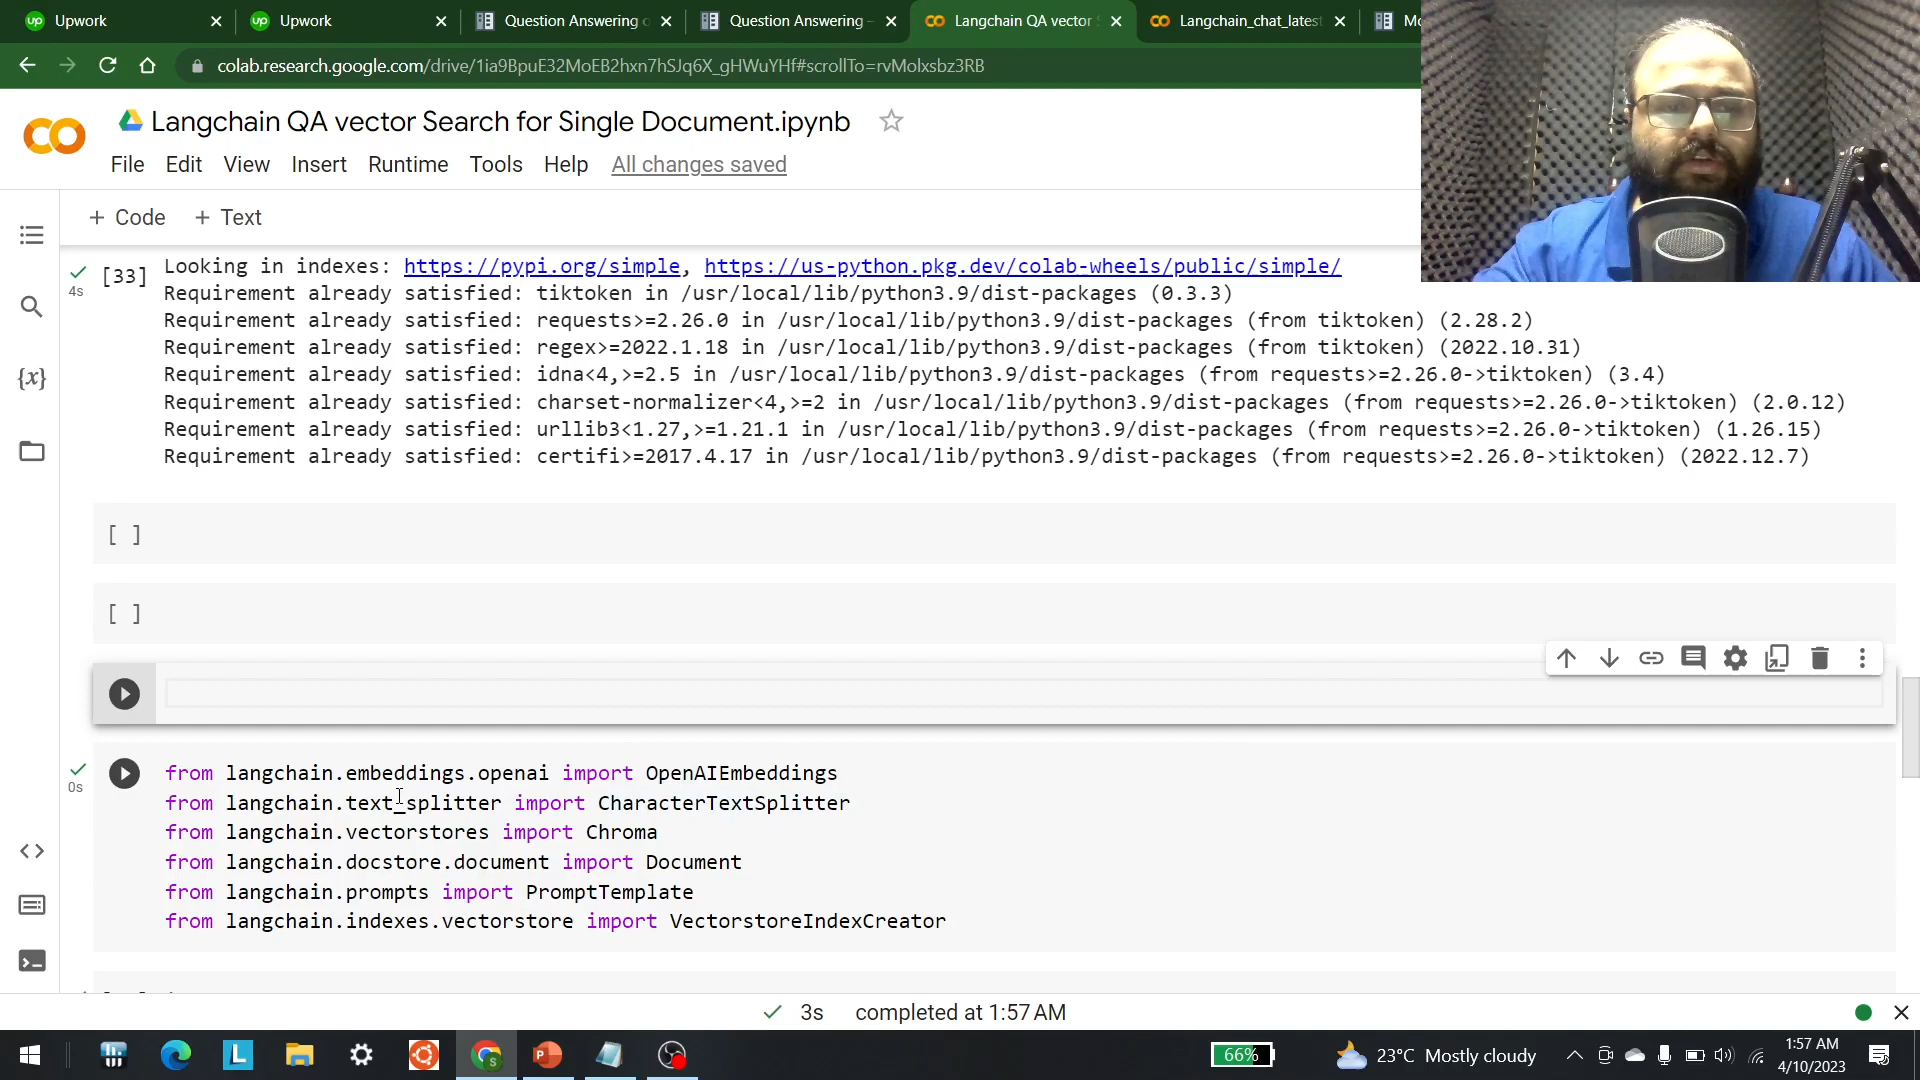 up Upwork
up Upwork
Question Answering o
Question Answering -
Langchain QA vector S
Langchain_chat_latest
Mo
colab.research.google.com/drive/1ia9BpuE32MoEB2hxn7hSJq6X_gHWuYHf#scrollTo=rvMolxsbz3RB
Langchain QA vector Search for Single Document.ipynb
File Edit View Insert Runtime Tools Help All changes saved
+ Code + Text
[33] Looking in indexes: https://pypi.org/simple, https://us-python.pkg.dev/colab-wheels/public/simple/
4s
Requirement already satisfied: tiktoken in /usr/local/lib/python3.9/dist-packages (0.3.3)
Requirement already satisfied: requests>=2.26.0 in /usr/local/lib/python3.9/dist-packages (from tiktoken) (2.28.2)
Requirement already satisfied: regex>=2022.1.18 in /usr/local/lib/python3.9/dist-packages (from tiktoken) (2022.10.31)
Requirement already satisfied: idna<4,>=2.5 in /usr/local/lib/python3.9/dist-packages (from requests>=2.26.0->tiktoken) (3.4)
Requirement already satisfied: charset-normalizer<4,>=2 in /usr/local/lib/python3.9/dist-packages (from requests>=2.26.0->tiktoken) (2.0.12)
Requirement already satisfied: urllib3<1.27,>=1.21.1 in /usr/local/lib/python3.9/dist-packages (from requests>=2.26.0->tiktoken) (1.26.15)
Requirement already satisfied: certifi>=2017.4.17 in /usr/local/lib/python3.9/dist-packages (from requests>=2.26.0->tiktoken) (2022.12.7)
[ ]
[ ]
from langchain.embeddings.openai import OpenAIEmbeddings
0s
from langchain.text_splitter import CharacterTextSplitter
from langchain.vectorstores import Chroma
from langchain.docstore.document import Document
from langchain.prompts import PromptTemplate
from langchain.indexes.vectorstore import VectorstoreIndexCreator
3s completed at 1:57 AM
66%
23°C Mostly cloudy
1:57 AM
4/10/2023